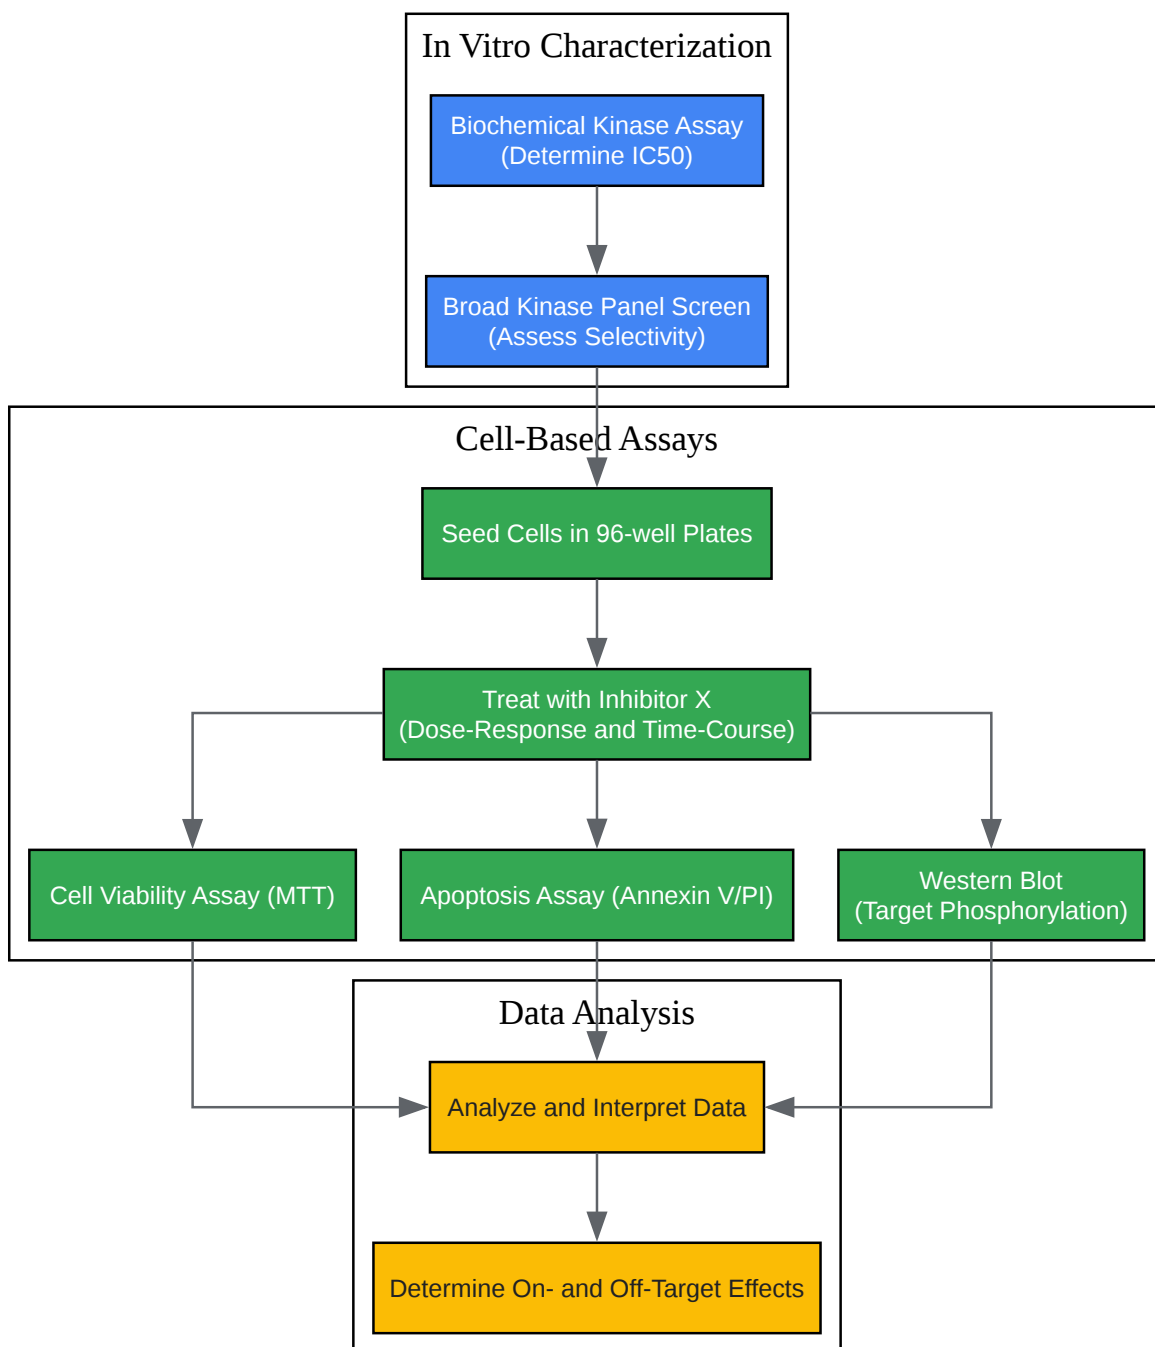 In Vitro Characterization
Biochemical Kinase Assay
(Determine IC50)
Broad Kinase Panel Screen
(Assess Selectivity)
Cell-Based Assays
Seed Cells in 96-well Plates
Treat with Inhibitor X
(Dose-Response and Time-Course)
Cell Viability Assay (MTT)
Apoptosis Assay (Annexin V/PI)
Western Blot
(Target Phosphorylation)
Data Analysis
Analyze and Interpret Data
Determine On- and Off-Target Effects